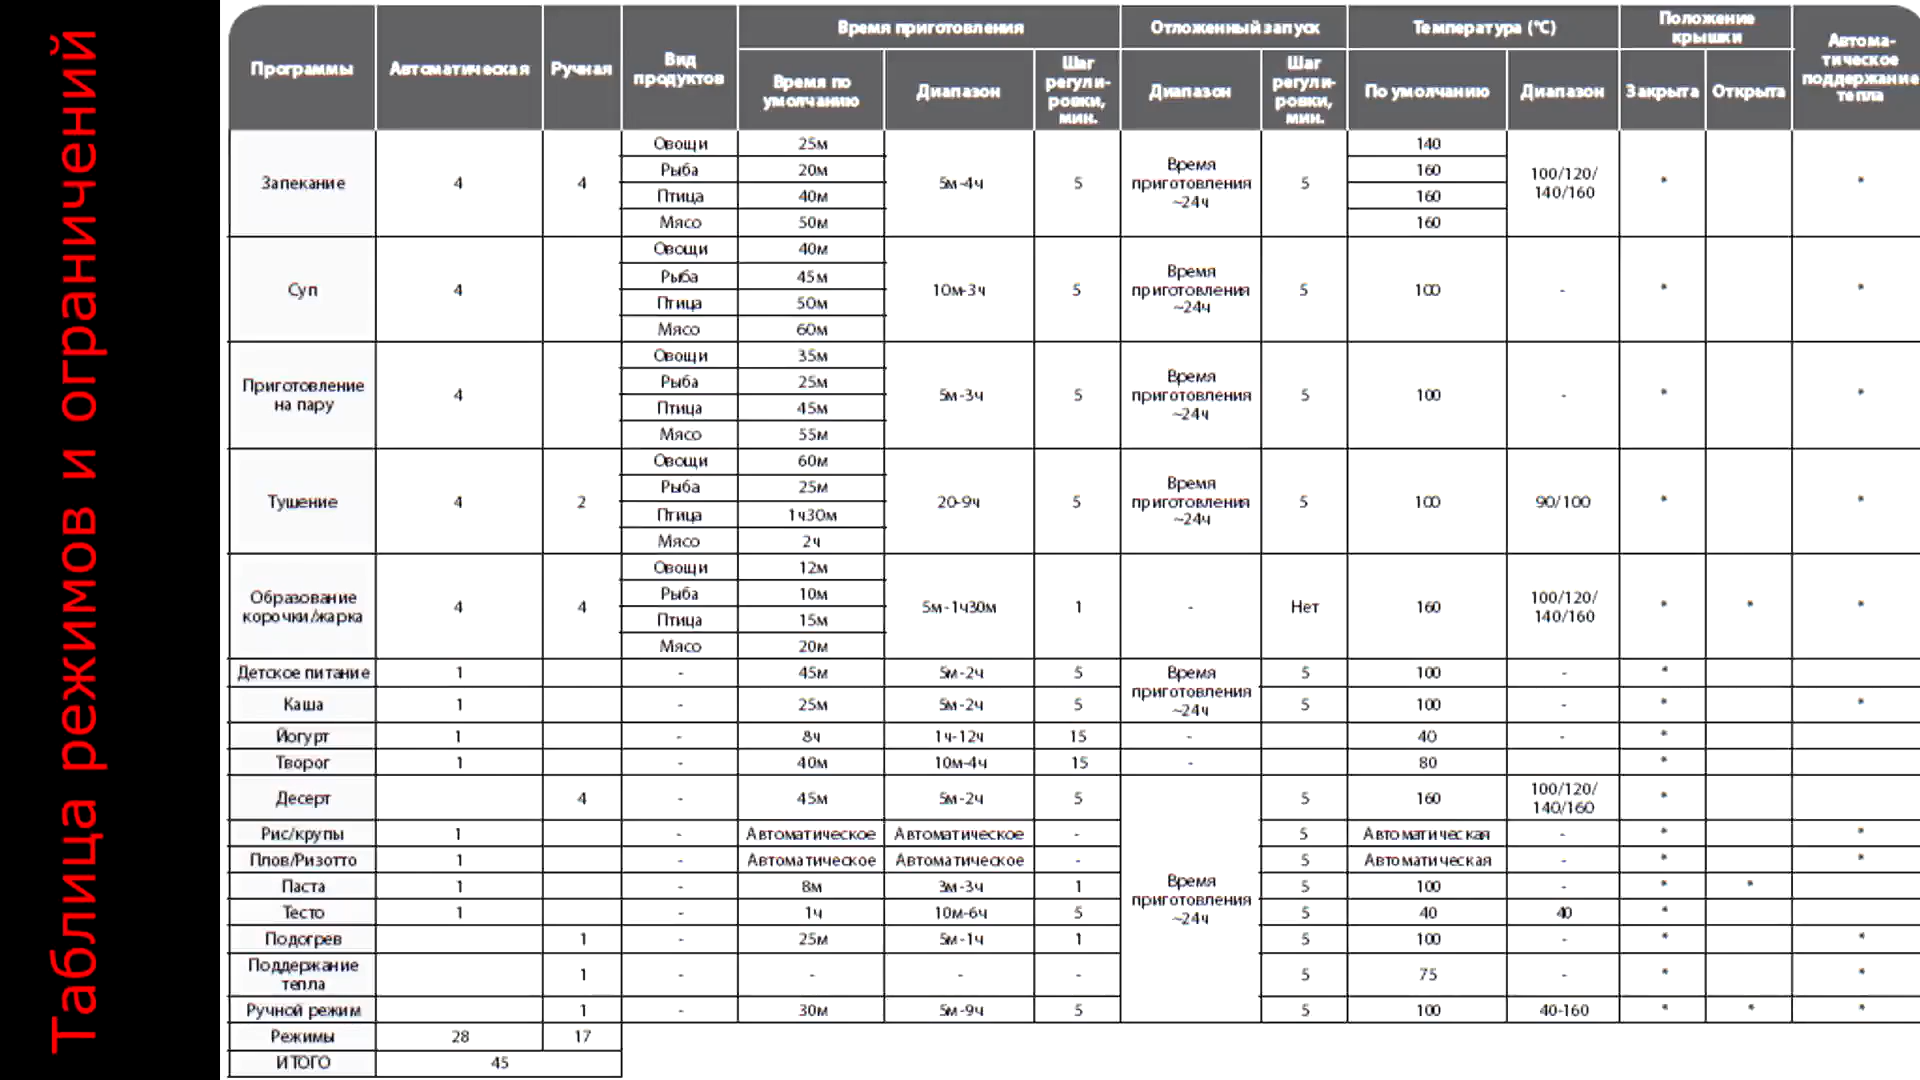 Таблица режимов и ограничений
Программы | Автоматическая | Ручная | Вид продуктов | Время приготовления | Отложенный запуск | Температура (°C) | Положение крышки | Автома-тическое поддержание тепла
Время по умолчанию | Диапазон | Шаг регули-ровки, мин. | Диапазон | Шаг регули-ровки, мин. | По умолчанию | Диапазон | Закрыта | Открыта
Запекание | 4 | 4 | Овощи | 25м | 5м-4ч | 5 | Время приготовления ~24ч | 5 | 140 | 100/120/ 140/160 | * | | *
Рыба | 20м | 160
Птица | 40м | 160
Мясо | 50м | 160
Суп | 4 | | Овощи | 40м | 10м-3ч | 5 | Время приготовления ~24ч | 5 | 100 | - | * | | *
Рыба | 45м
Птица | 50м
Мясо | 60м
Приготовление на пару | 4 | | Овощи | 35м | 5м-3ч | 5 | Время приготовления ~24ч | 5 | 100 | - | * | | *
Рыба | 25м
Птица | 45м
Мясо | 55м
Тушение | 4 | 2 | Овощи | 60м | 20-9ч | 5 | Время приготовления ~24ч | 5 | 100 | 90/100 | * | | *
Рыба | 25м
Птица | 1ч30м
Мясо | 2ч
Образование корочки/жарка | 4 | 4 | Овощи | 12м | 5м-1ч30м | 1 | - | Нет | 160 | 100/120/ 140/160 | * | * | *
Рыба | 10м
Птица | 15м
Мясо | 20м
Детское питание | 1 | | - | 45м | 5м-2ч | 5 | Время приготовления ~24ч | 5 | 100 | - | * | |
Каша | 1 | | - | 25м | 5м-2ч | 5 | 5 | 100 | - | * | | *
Йогурт | 1 | | - | 8ч | 1ч-12ч | 15 | - | | 40 | - | * | |
Творог | 1 | | - | 40м | 10м-4ч | 15 | - | | 80 | | * | |
Десерт | | 4 | - | 45м | 5м-2ч | 5 | Время приготовления ~24ч | 5 | 160 | 100/120/ 140/160 | * | |
Рис/крупы | 1 | | - | Автоматическое | Автоматическое | - | 5 | Автоматическая | - | * | | *
Плов/Ризотто | 1 | | - | Автоматическое | Автоматическое | - | 5 | Автоматическая | - | * | | *
Паста | 1 | | - | 8м | 3м-3ч | 1 | 5 | 100 | - | * | * |
Тесто | 1 | | - | 1ч | 10м-6ч | 5 | 5 | 40 | 40 | * | |
Подогрев | | 1 | - | 25м | 5м-1ч | 1 | 5 | 100 | - | * | | *
Поддержание тепла | | 1 | - | - | - | - | 5 | 75 | - | * | | *
Ручной режим | | 1 | - | 30м | 5м-9ч | 5 | 5 | 100 | 40-160 | * | * | *
Режимы | 28 | 17
ИТОГО | 45